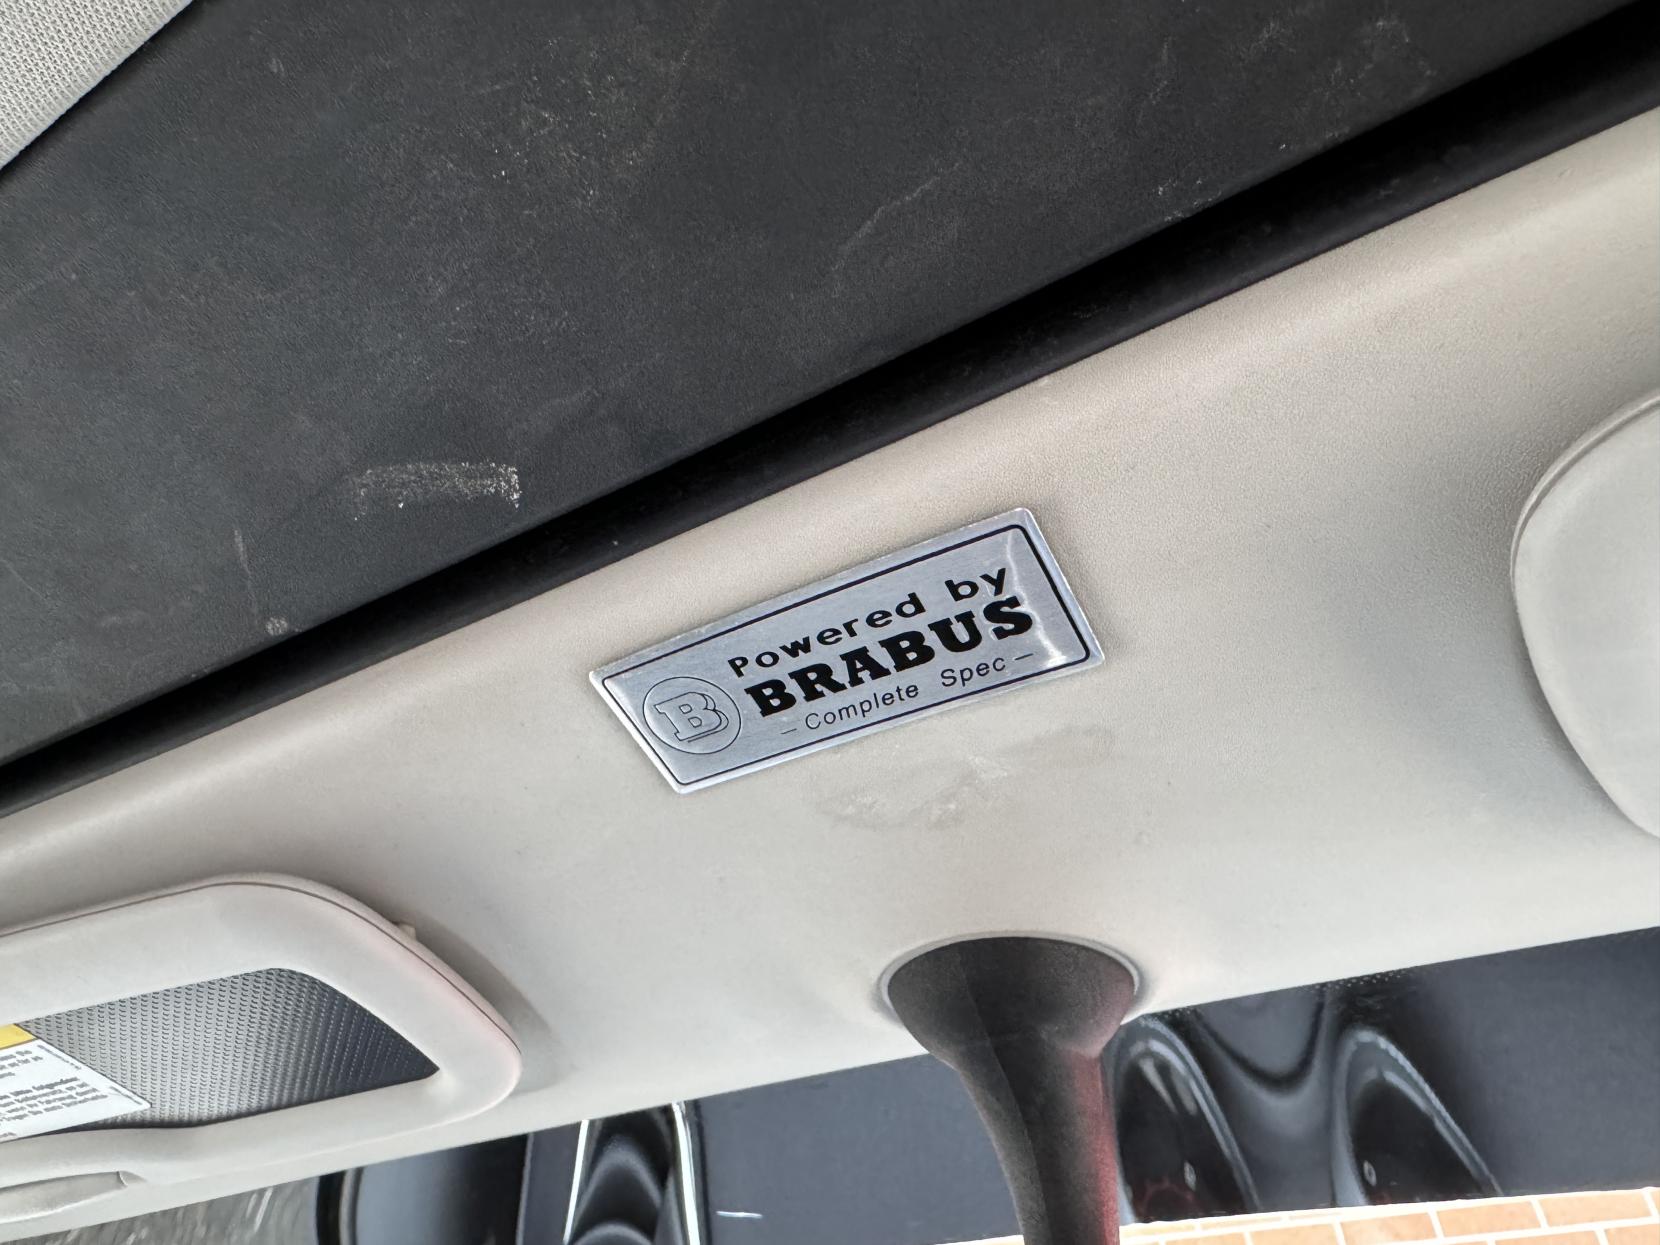 Powered by
B BRABUS
– Complete Spec –